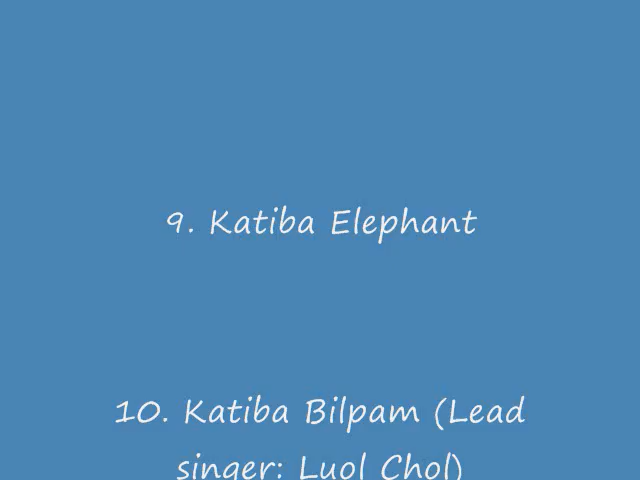 9. Katiba Elephant
10. Katiba Bilpam (Lead
singer: Luol Chol)